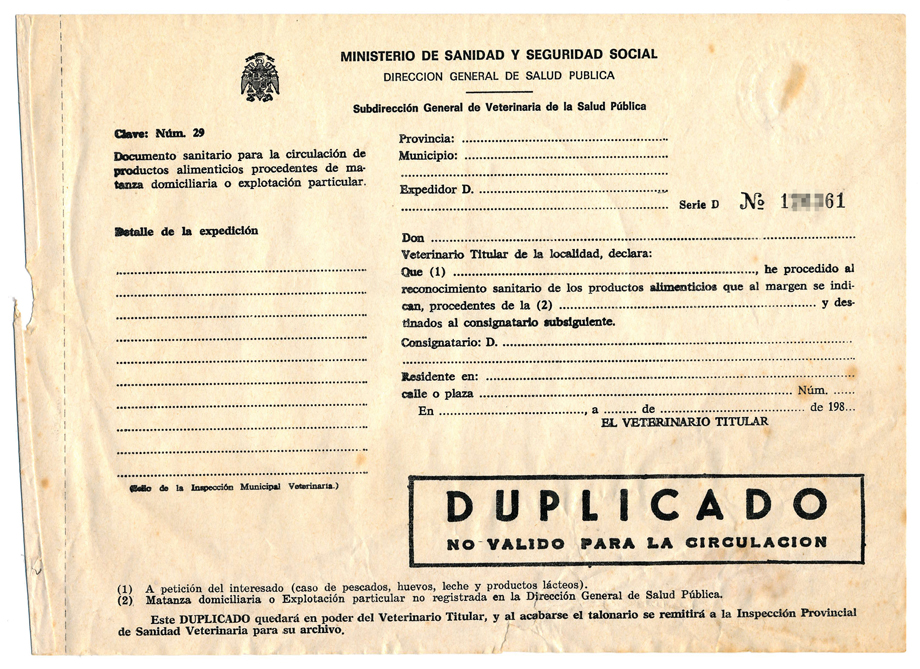 MINISTERIO DE SANIDAD Y SEGURIDAD SOCIAL
DIRECCION GENERAL DE SALUD PUBLICA
Subdirección General de Veterinaria de la Salud Pública
Clave: Núm. 29
Documento sanitario para la circulación de
productos alimenticios procedentes de ma-
tanza domiciliaria o explotación particular.
Detalle de la expedición
(Sello de la Inspección Municipal Veterinaria.)
Provincia:
Municipio:
Expedidor D.
Serie D Nº 1 61
Don
Veterinario Titular de la localidad, declara:
Que (1) , he procedido al
reconocimiento sanitario de los productos alimenticios que al margen se indi-
can, procedentes de la (2) y des-
tinados al consignatario subsiguiente.
Consignatario: D.
Residente en:
calle o plaza Núm.
En , a de de 198...
EL VETERINARIO TITULAR
DUPLICADO
NO VALIDO PARA LA CIRCULACION
(1) A petición del interesado (caso de pescados, huevos, leche y productos lácteos).
(2) Matanza domiciliaria o Explotación particular no registrada en la Dirección General de Salud Pública.
Este DUPLICADO quedará en poder del Veterinario Titular, y al acabarse el talonario se remitirá a la Inspección Provincial
de Sanidad Veterinaria para su archivo.